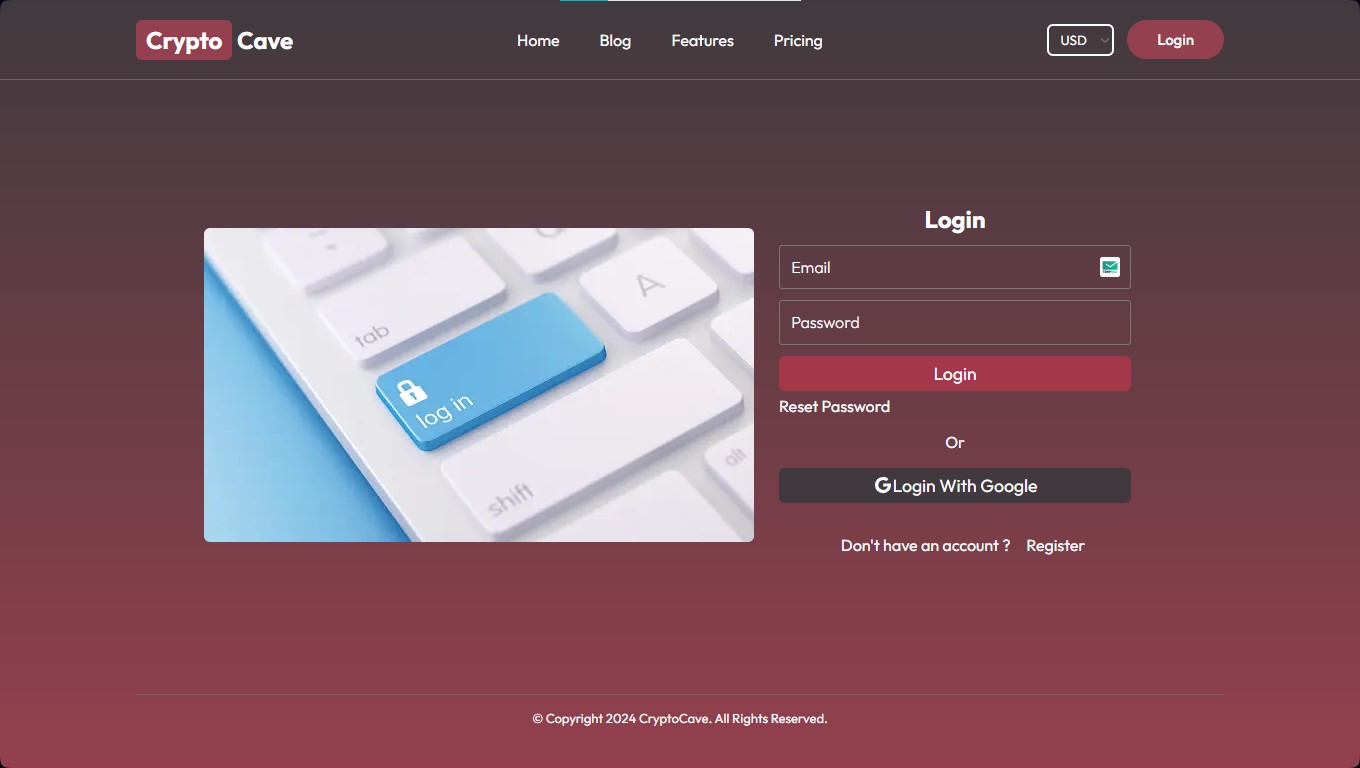 Crypto Cave
Home Blog Features Pricing
USD Login
Login
Email
Password
Login
Reset Password
Or
Login With Google
Don't have an account ? Register
tab
A
log in
shift
alt
© Copyright 2024 CryptoCave. All Rights Reserved.